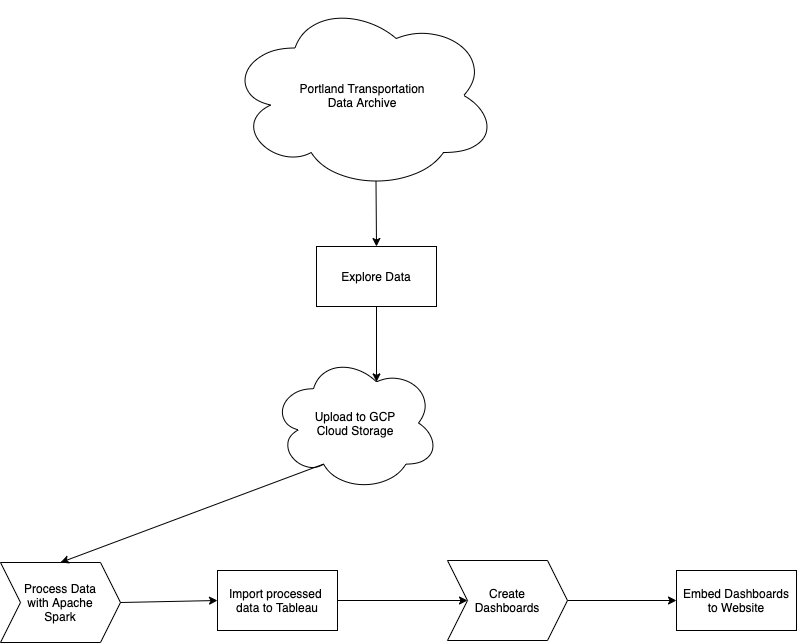 Portland Transportation
Data Archive
Explore Data
Upload to GCP
Cloud Storage
Process Data
with Apache
Spark
Import processed
data to Tableau
Create
Dashboards
Embed Dashboards
to Website